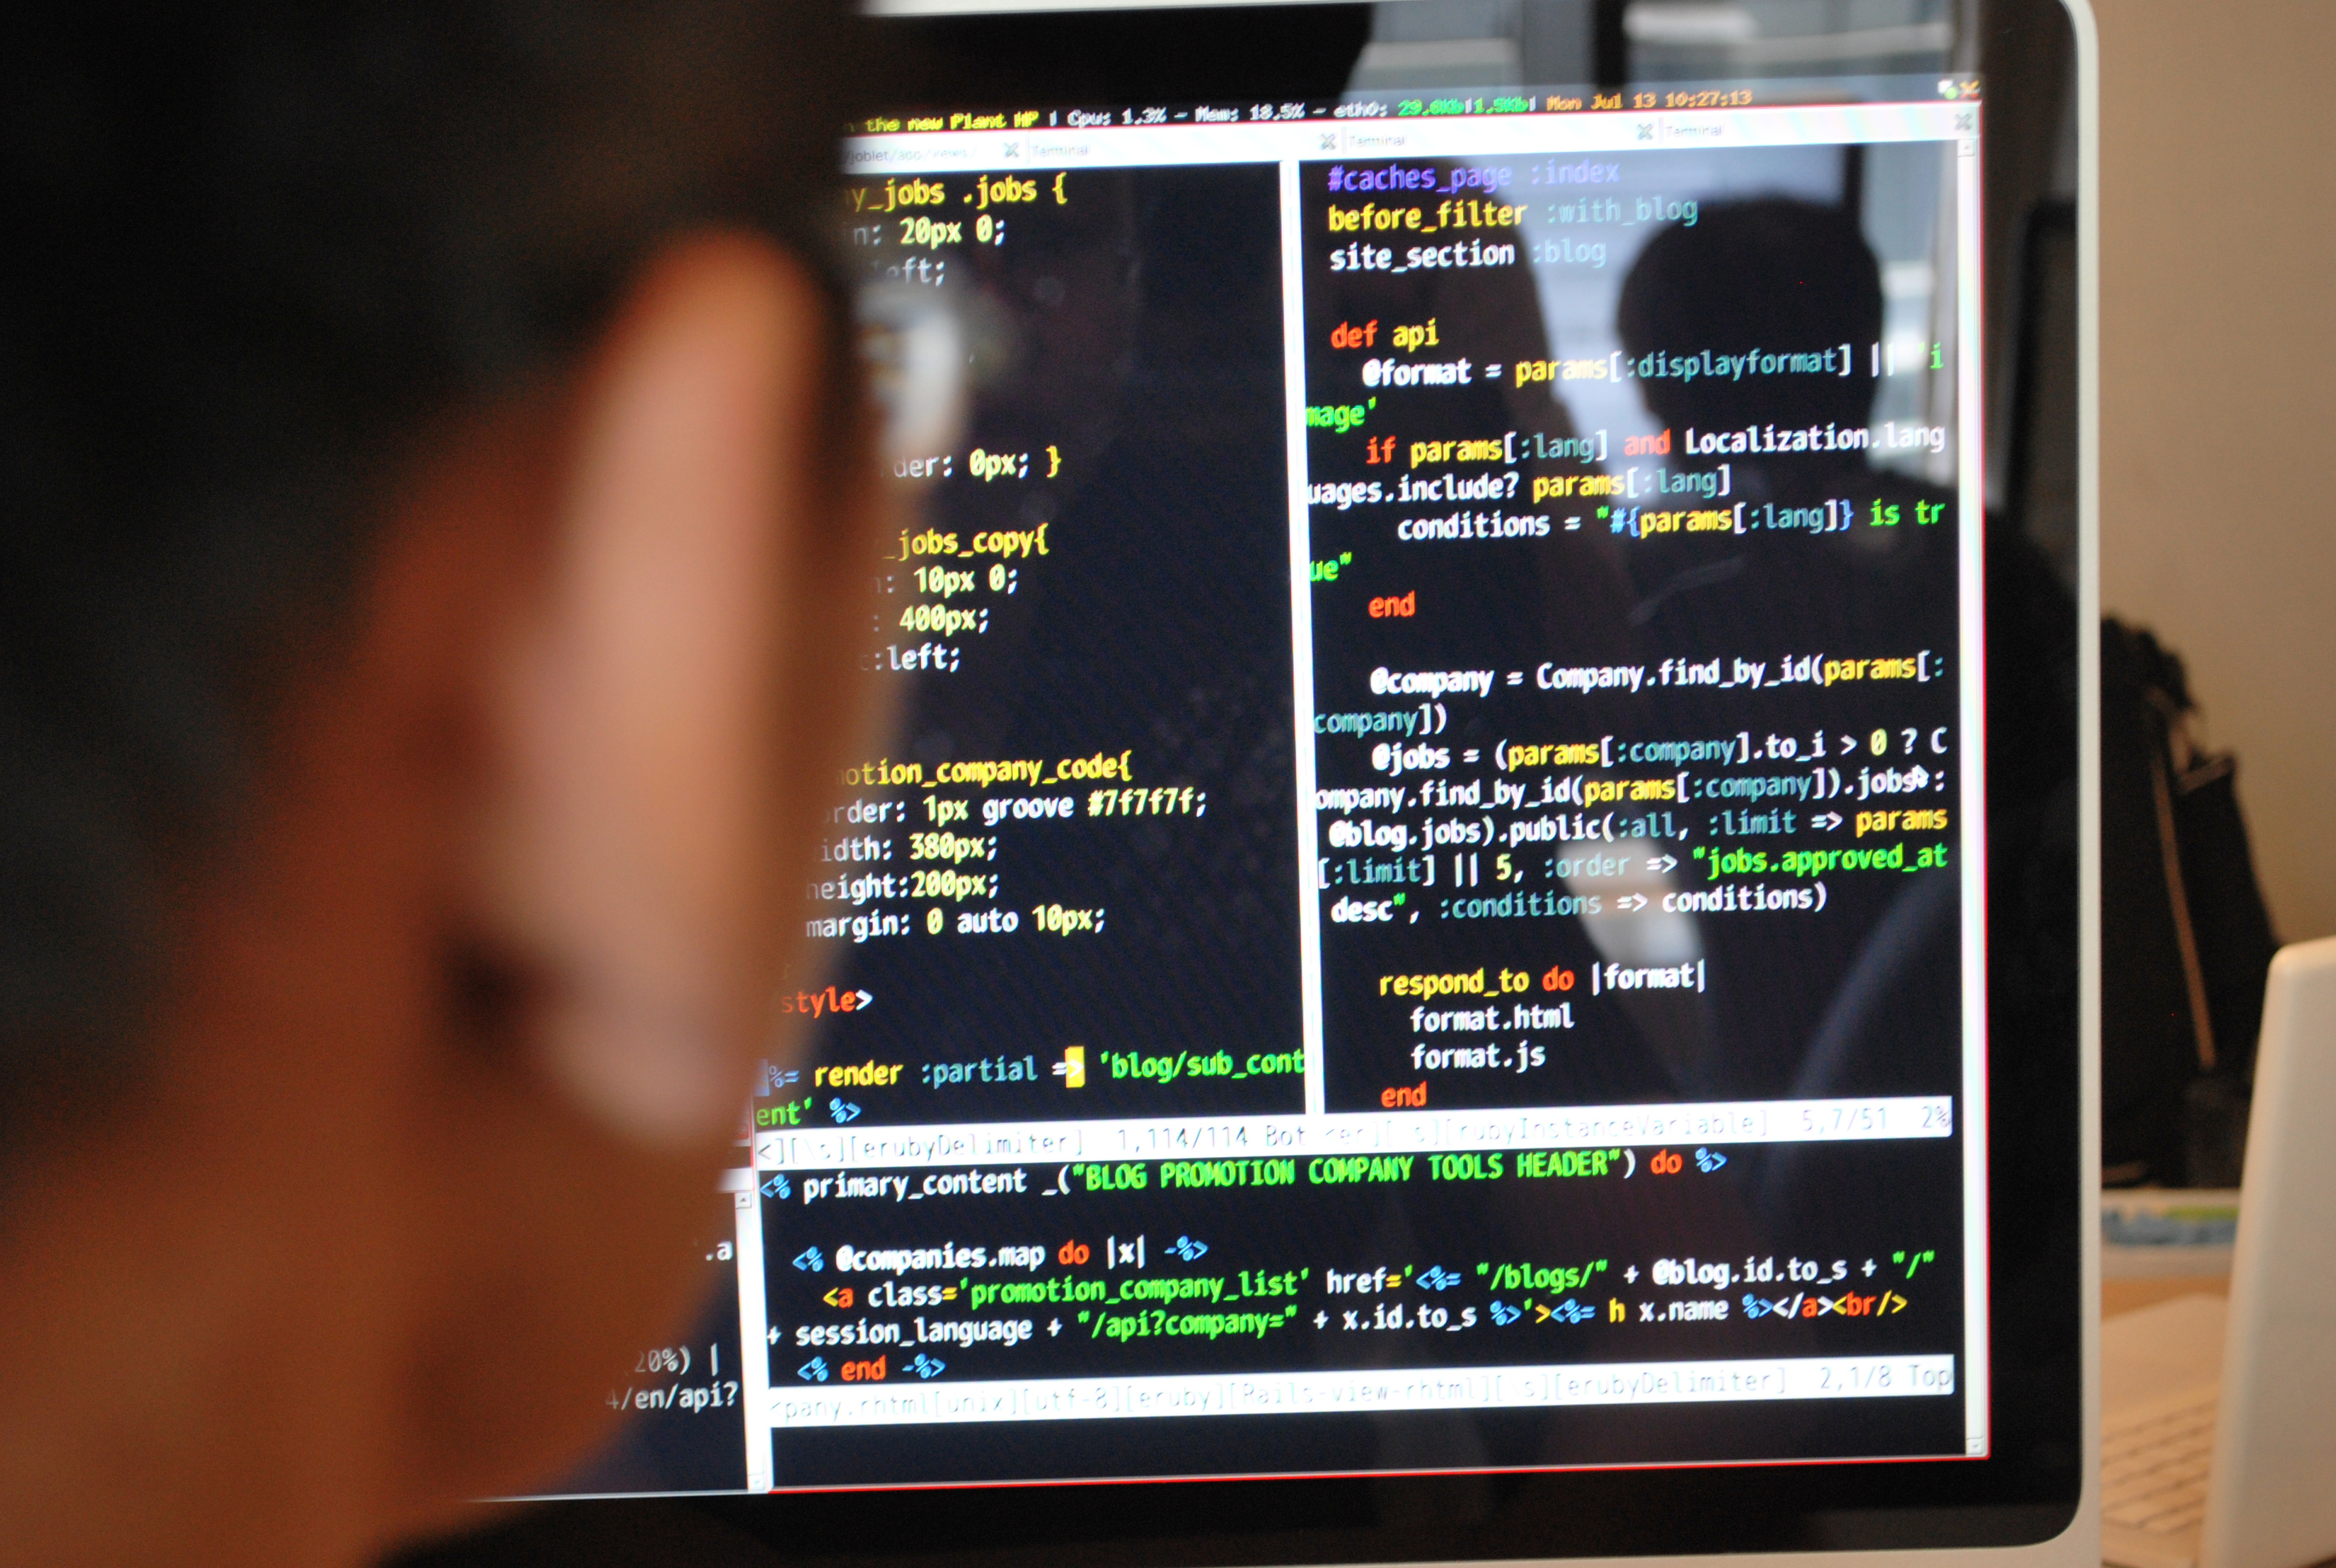 the new Plant HP | Cpu: 1.3% - Mem: 18.5% - eth0: 29.6Kb|1.5Kb| Mon Jul 13 10:27:13
joblet/app/views/ Terminal Terminal Terminal
y_jobs .jobs {
n: 20px 0;
left;
der: 0px; }
_jobs_copy{
n: 10px 0;
: 400px;
t:left;
motion_company_code{
order: 1px groove #7f7f7f;
width: 380px;
height:200px;
margin: 0 auto 10px;
style>
%= render :partial => 'blog/sub_cont
ent' %>
<][\s][erubyDelimiter] 1,114/114 Bot
#caches_page :index
before_filter :with_blog
site_section :blog
def api
@format = params[:displayformat] || 'i
mage'
if params[:lang] and Localization.lang
uages.include? params[:lang]
conditions = "#{params[:lang]} is tr
ue"
end
@company = Company.find_by_id(params[:
company])
@jobs = (params[:company].to_i > 0 ? C
ompany.find_by_id(params[:company]).jobs :
@blog.jobs).public(:all, :limit => params
[:limit] || 5, :order => "jobs.approved_at
desc", :conditions => conditions)
respond_to do |format|
format.html
format.js
end
<er][\s][rubyInstanceVariable] 5,7/51 2%
<% primary_content _("BLOG PROMOTION COMPANY TOOLS HEADER") do %>
<% @companies.map do |x| -%>
<a class='promotion_company_list' href='<%= "/blogs/" + @blog.id.to_s + "/"
+ session_language + "/api?company=" + x.id.to_s %>'><%= h x.name %></a><br/>
<% end -%>
<pany.rhtml[unix][utf-8][eruby][Rails-view-rhtml][\s][erubyDelimiter] 2,1/8 Top
.a
20%) |
4/en/api?